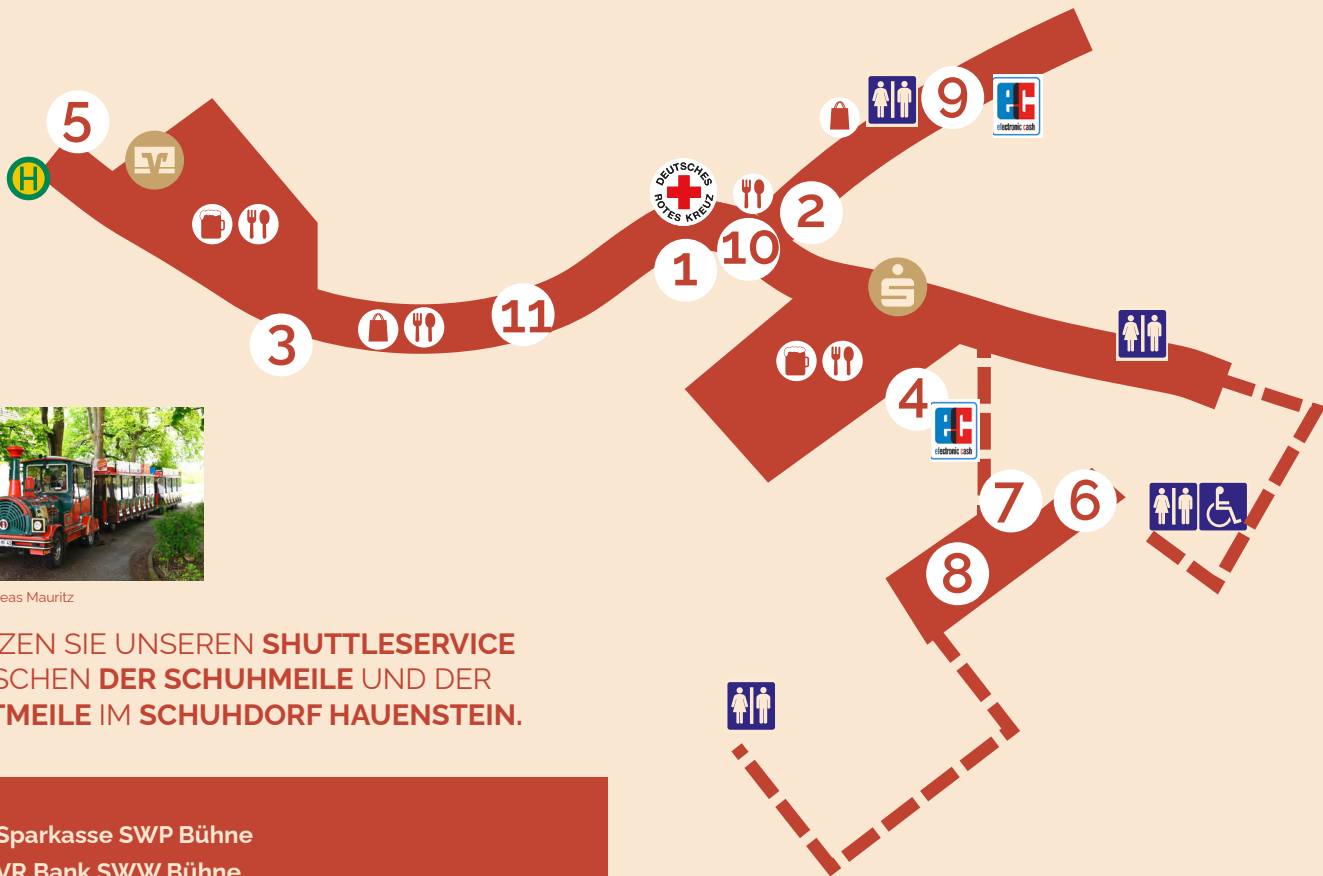 9
electronic cash
5
H
DEUTSCHES
ROTES KREUZ
2
10
1
11
3
4
electronic cash
7
6
8
eas Mauritz
ZEN SIE UNSEREN SHUTTLESERVICE
SCHEN DER SCHUHMEILE UND DER
TMEILE IM SCHUHDORF HAUENSTEIN.
Sparkasse SWP Bühne
VR Bank SWW Bühne